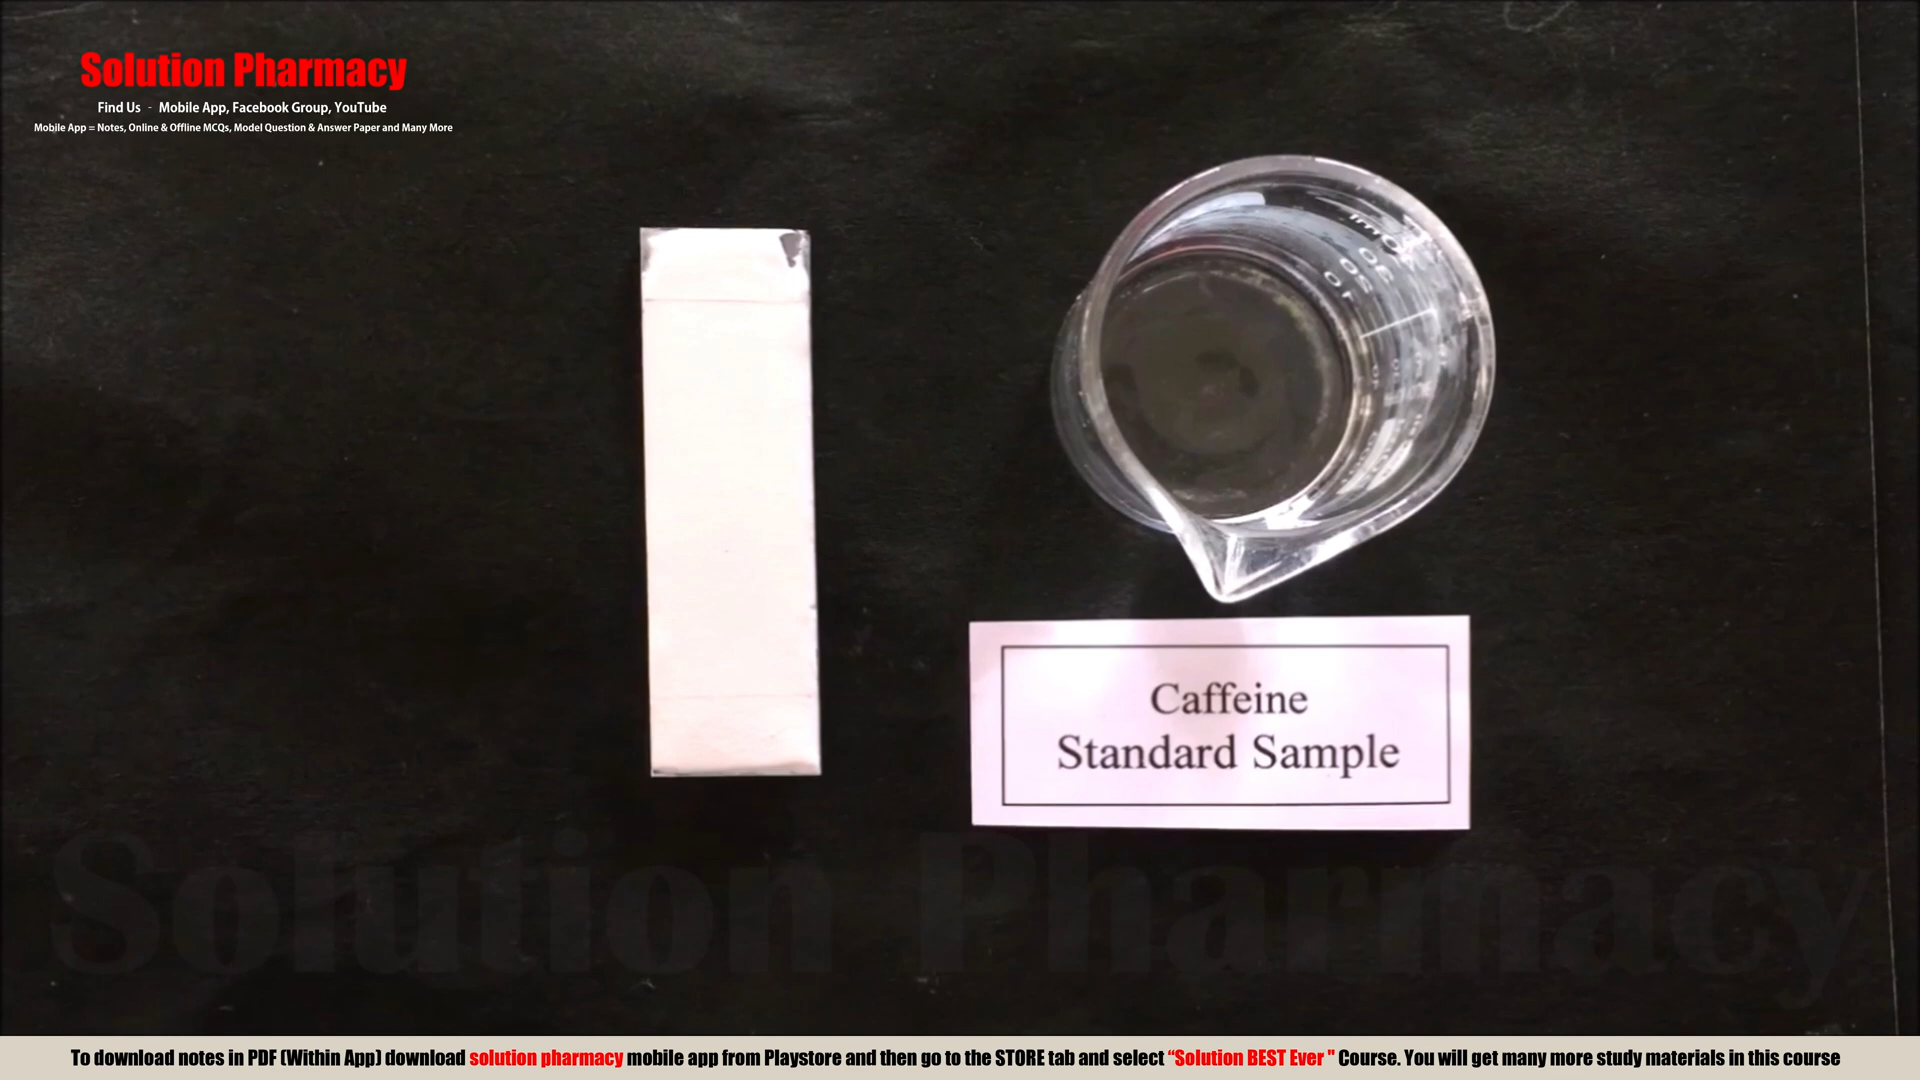 Solution Pharmacy
Find Us - Mobile App, Facebook Group, YouTube
Mobile App = Notes, Online & Offline MCQs, Model Question & Answer Paper and Many More
Caffeine
Standard Sample
Solution Pharmacy
To download notes in PDF (Within App) download solution pharmacy mobile app from Playstore and then go to the STORE tab and select “Solution BEST Ever " Course. You will get many more study materials in this course